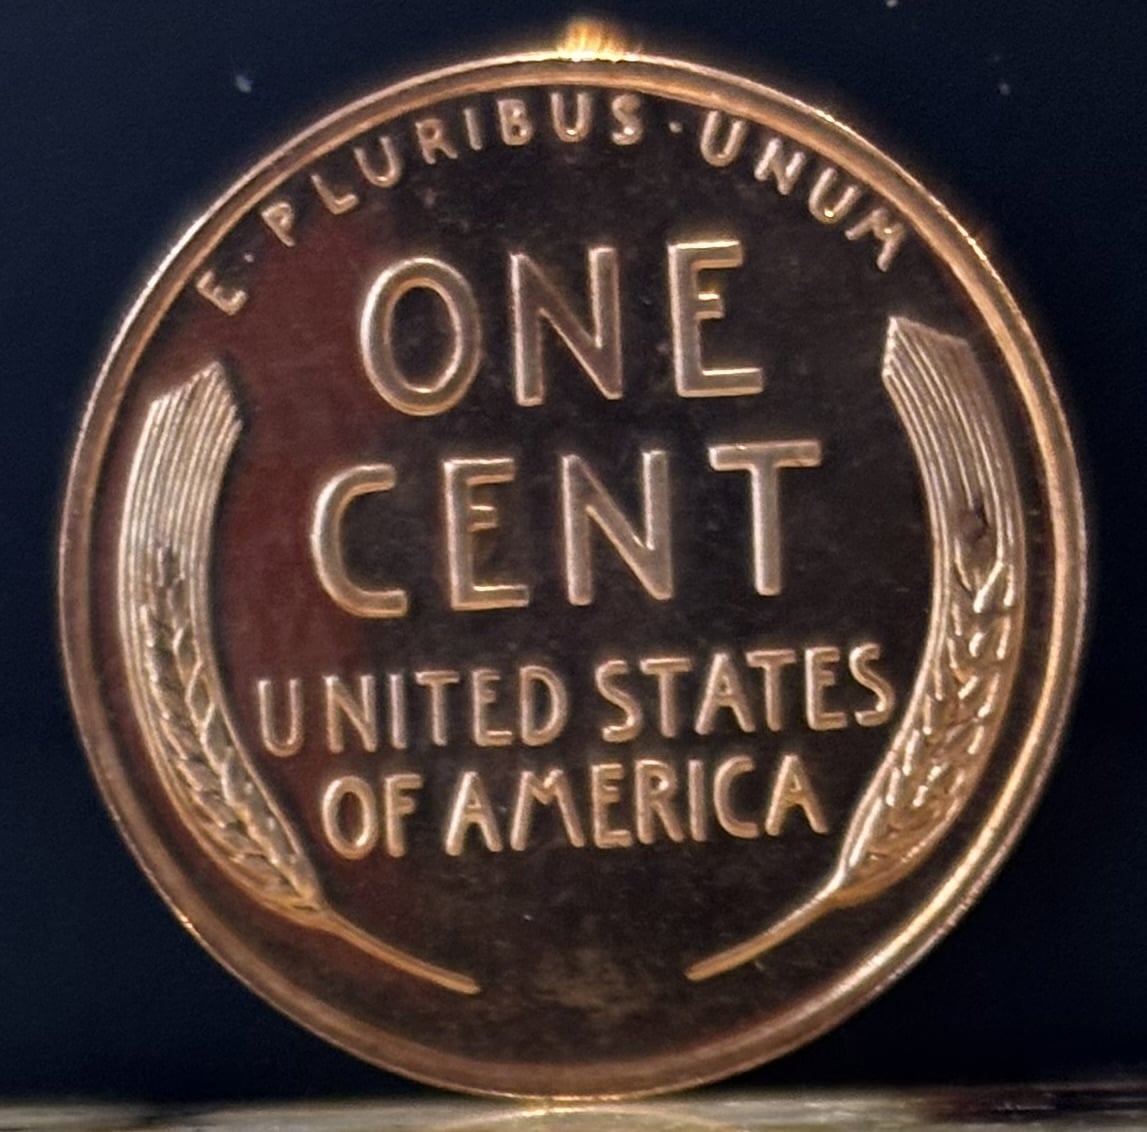 E·PLURIBUS·UNUM
ONE
CENT
UNITED STATES
OF AMERICA